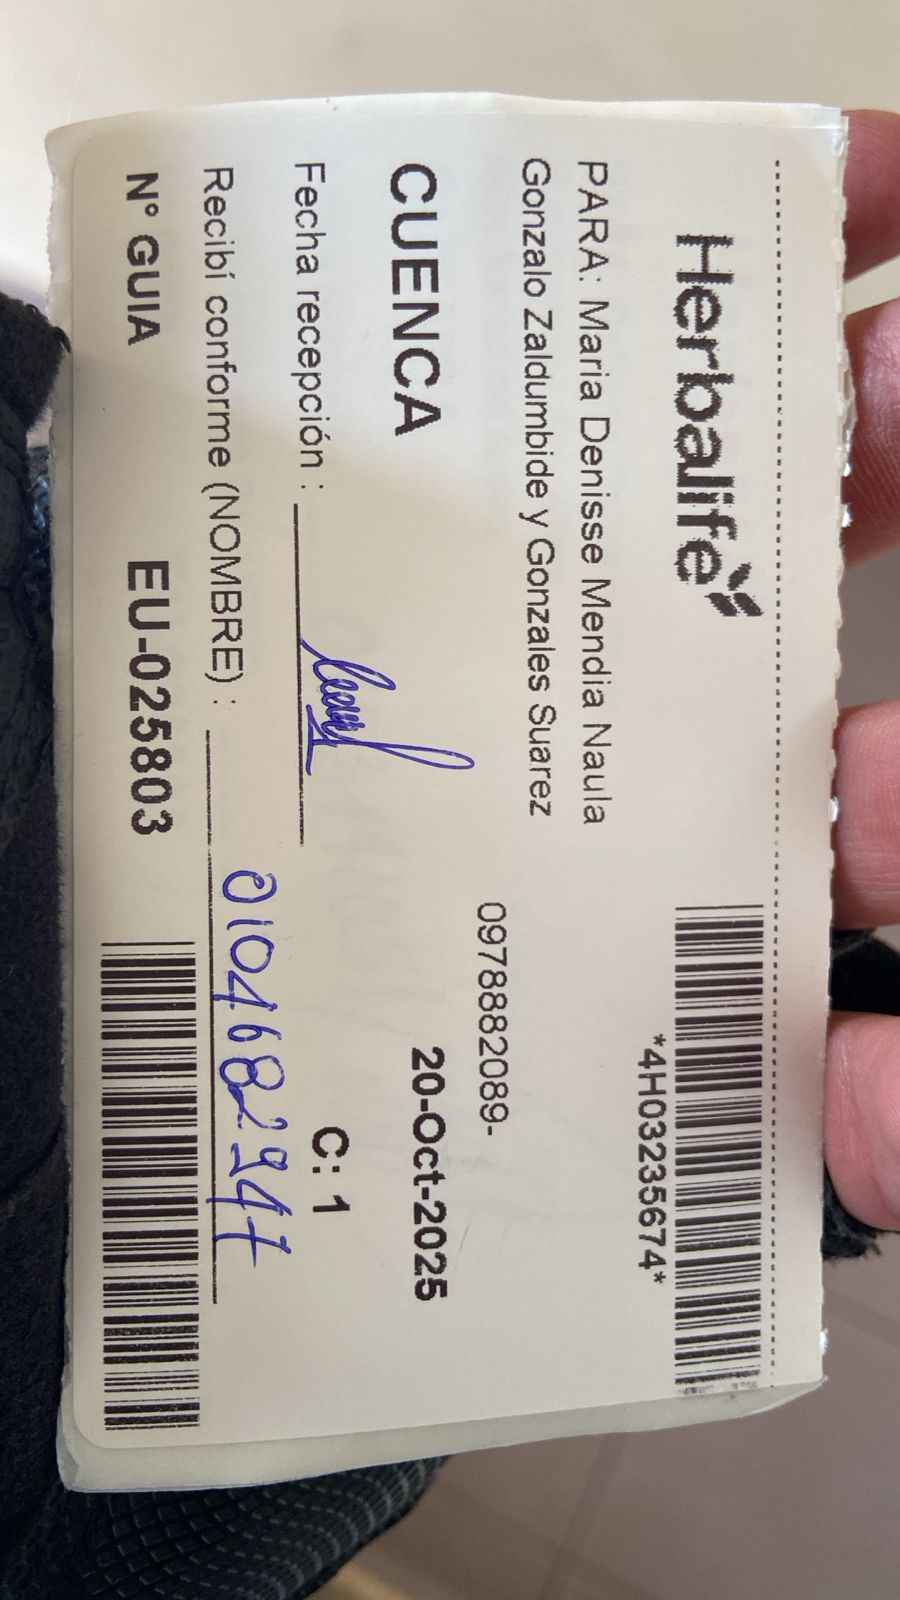 Herbalife
*4H03235674*
PARA: Maria Denisse Mendia Naula
Gonzalo Zaldumbide y Gonzales Suarez
0978882089-
CUENCA
20-Oct-2025
Fecha recepción :
C: 1
Recibí conforme (NOMBRE) :
0104682947
N° GUIA
EU-025803